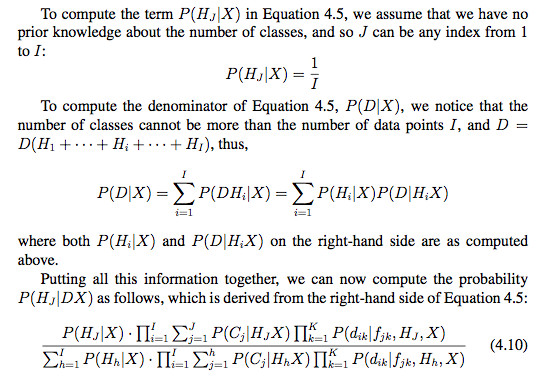 To compute the term P(H_J|X) in Equation 4.5, we assume that we have no
prior knowledge about the number of classes, and so J can be any index from 1
to I:
P(H_J|X) = \frac{1}{I}
To compute the denominator of Equation 4.5, P(D|X), we notice that the
number of classes cannot be more than the number of data points I, and D =
D(H_1 + ⋯ + H_i + ⋯ + H_I), thus,
P(D|X) = \sum_{i=1}^{I} P(DH_i|X) = \sum_{i=1}^{I} P(H_i|X)P(D|H_iX)
where both P(H_i|X) and P(D|H_iX) on the right-hand side are as computed
above.
Putting all this information together, we can now compute the probability
P(H_J|DX) as follows, which is derived from the right-hand side of Equation 4.5:
\frac{P(H_J|X) · \prod_{i=1}^{I} \sum_{j=1}^{J} P(C_j|H_JX) \prod_{k=1}^{K} P(d_{ik}|f_{jk}, H_J, X)}{\sum_{h=1}^{I} P(H_h|X) · \prod_{i=1}^{I} \sum_{j=1}^{h} P(C_j|H_hX) \prod_{k=1}^{K} P(d_{ik}|f_{jk}, H_h, X)} (4.10)